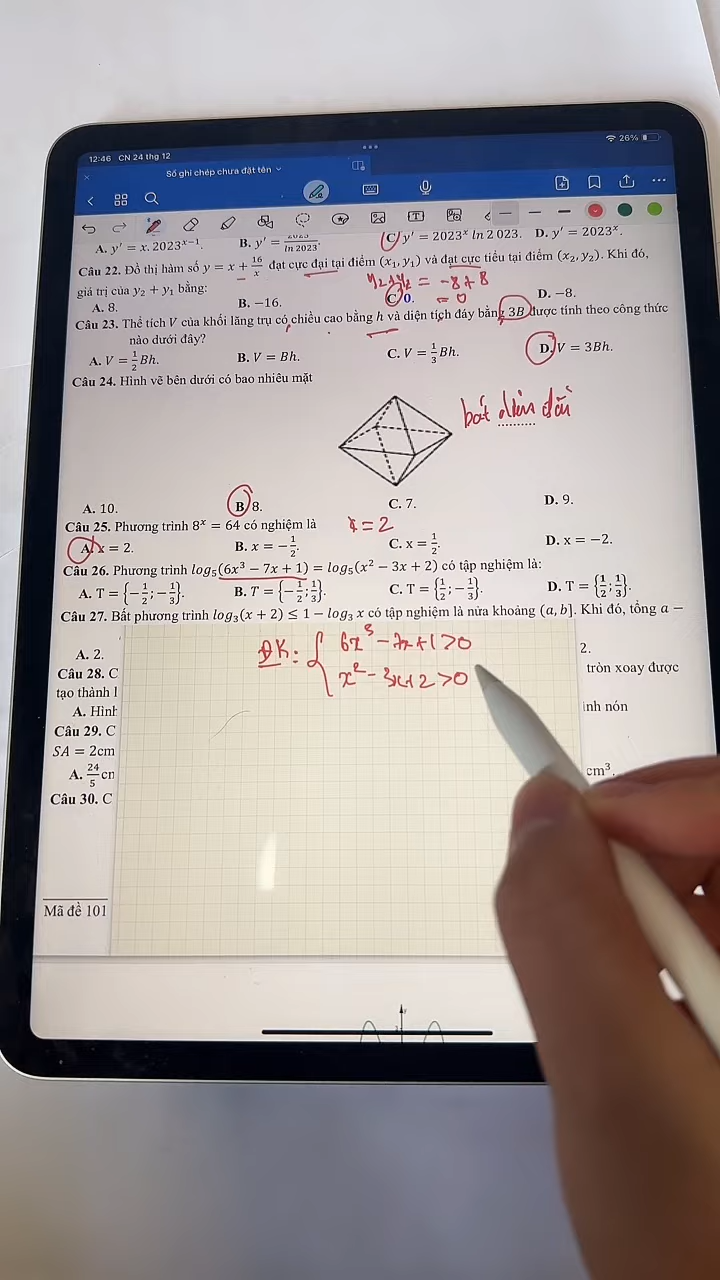 12:46 CN 24 thg 12
26%
Sổ ghi chép chưa đặt tên
A. y′ = x. 2023ˣ⁻¹. B. y′ = 2023ˣ/ln 2023. C. y′ = 2023ˣ ln 2 023. D. y′ = 2023ˣ.
Câu 22. Đồ thị hàm số y = x + 16/x đạt cực đại tại điểm (x₁, y₁) và đạt cực tiểu tại điểm (x₂, y₂). Khi đó,
y₂+y₁ = -8+8
giá trị của y₂ + y₁ bằng:
A. 8. B. −16. C. 0. = 0 D. −8.
Câu 23. Thể tích V của khối lăng trụ có chiều cao bằng h và diện tích đáy bằng 3B được tính theo công thức
nào dưới đây?
A. V = 1/2 Bh. B. V = Bh. C. V = 1/3 Bh. D. V = 3Bh.
Câu 24. Hình vẽ bên dưới có bao nhiêu mặt
bát diện đều
A. 10. B. 8. C. 7. D. 9.
Câu 25. Phương trình 8ˣ = 64 có nghiệm là x = 2
A. x = 2. B. x = −1/2. C. x = 1/2. D. x = −2.
Câu 26. Phương trình log₅(6x³ − 7x + 1) = log₅(x² − 3x + 2) có tập nghiệm là:
A. T = {−1/2; −1/3}. B. T = {−1/2; 1/3}. C. T = {1/2; −1/3}. D. T = {1/2; 1/3}.
Câu 27. Bất phương trình log₃(x + 2) ≤ 1 − log₃ x có tập nghiệm là nửa khoảng (a, b]. Khi đó, tổng a −
ĐK: { 6x³ - 7x + 1 > 0
x² - 3x + 2 > 0
A. 2. 2.
Câu 28. C tròn xoay được
tạo thành l
A. Hình inh nón
Câu 29. C
SA = 2cm
A. 24/5 cm cm³.
Câu 30. C
Mã đề 101